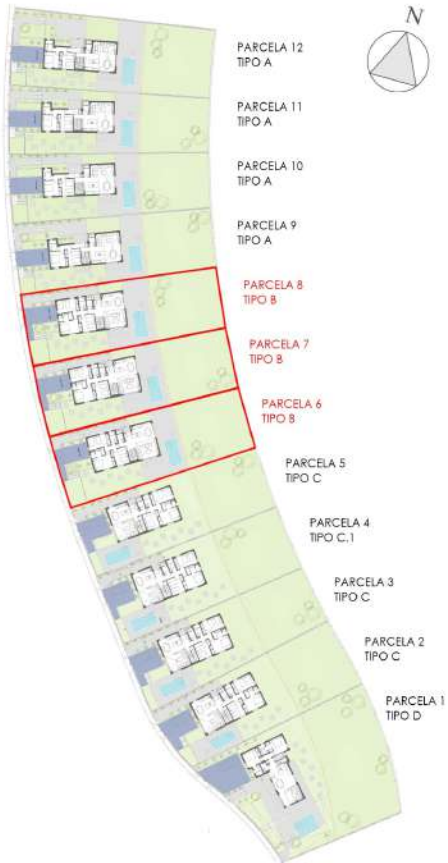 N
PARCELA 12
TIPO A
PARCELA 11
TIPO A
PARCELA 10
TIPO A
PARCELA 9
TIPO A
PARCELA 8
TIPO B
PARCELA 7
TIPO B
PARCELA 6
TIPO B
PARCELA 5
TIPO C
PARCELA 4
TIPO C.1
PARCELA 3
TIPO C
PARCELA 2
TIPO C
PARCELA 1
TIPO D